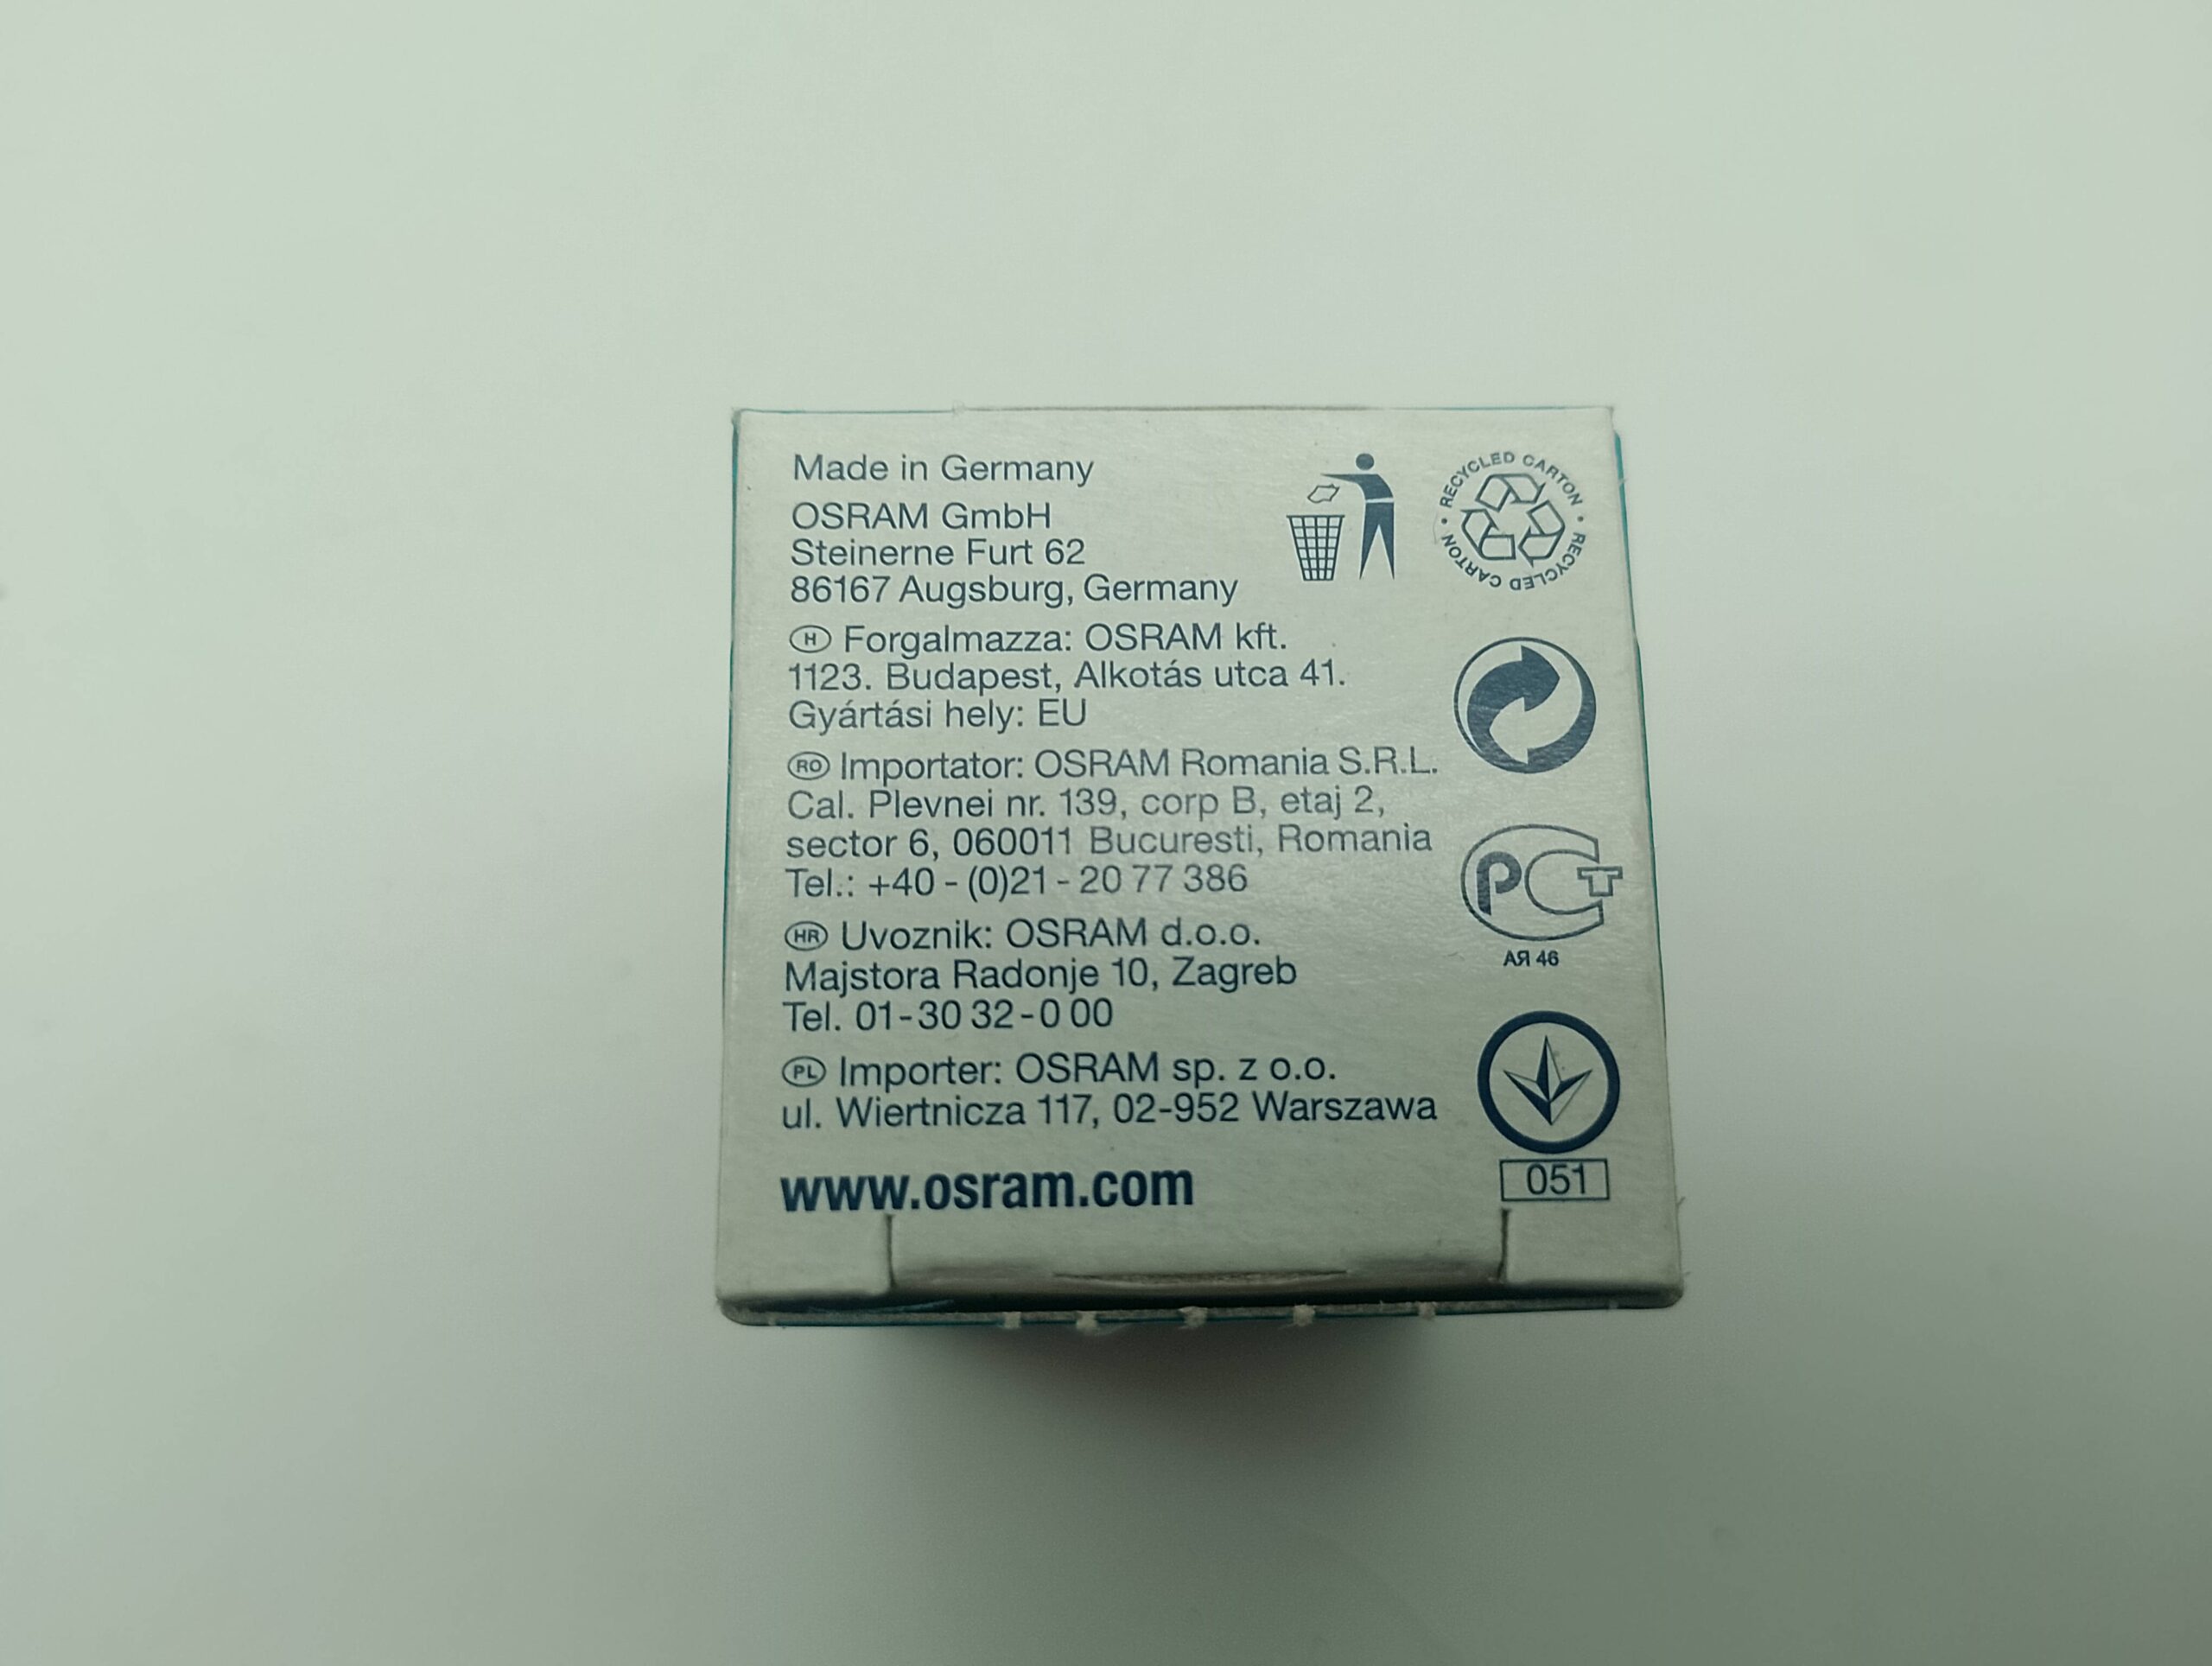 Made in Germany
OSRAM GmbH
Steinerne Furt 62
86167 Augsburg, Germany
H Forgalmazza: OSRAM kft.
1123. Budapest, Alkotás utca 41.
Gyártási hely: EU
RO Importator: OSRAM Romania S.R.L.
Cal. Plevnei nr. 139, corp B, etaj 2,
sector 6, 060011 Bucuresti, Romania
Tel.: +40 - (0)21 - 20 77 386
HR Uvoznik: OSRAM d.o.o.
Majstora Radonje 10, Zagreb
Tel. 01-30 32-0 00
PL Importer: OSRAM sp. z o.o.
ul. Wiertnicza 117, 02-952 Warszawa
www.osram.com
RECYCLED CARTON • RECYCLED CARTON •
РСТ
АЯ 46
051